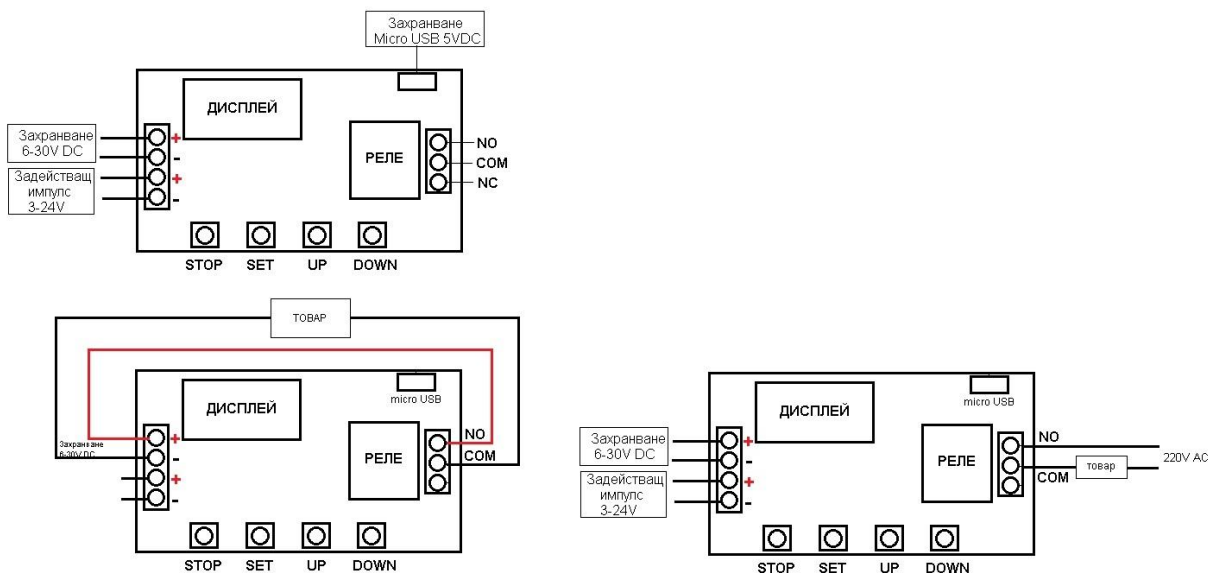 Захранване
Micro USB 5VDC
ДИСПЛЕЙ
Захранване
6-30V DC
+
-
Задействащ
импулс
3-24V
+
-
РЕЛЕ
NO
COM
NC
STOP SET UP DOWN
ТОВАР
micro USB
ДИСПЛЕЙ
Захранване
6-30V DC
+
-
+
-
РЕЛЕ
NO
COM
STOP SET UP DOWN
micro USB
ДИСПЛЕЙ
Захранване
6-30V DC
+
-
Задействащ
импулс
3-24V
+
-
РЕЛЕ
NO
COM
товар
220V AC
STOP SET UP DOWN